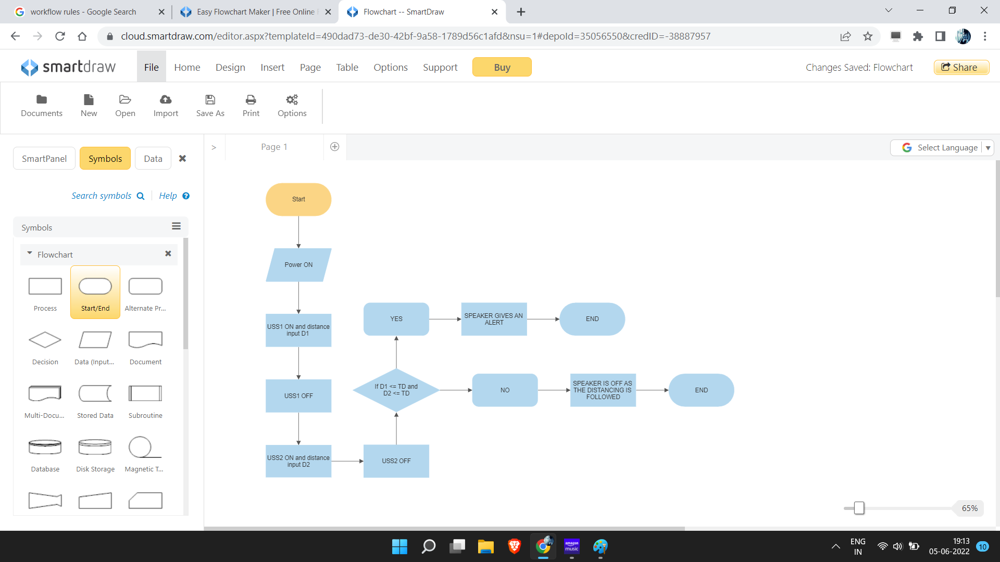 workflow rules - Google Search
Easy Flowchart Maker | Free Online
Flowchart -- SmartDraw
cloud.smartdraw.com/editor.aspx?templateId=490dad73-de30-42bf-9a58-1789d56c1afd&nsu=1#depoId=35056550&credID=-38887957
smartdraw
File
Home
Design
Insert
Page
Table
Options
Support
Buy
Changes Saved: Flowchart
Share
Documents
New
Open
Import
Save As
Print
Options
SmartPanel
Symbols
Data
>
Page 1
Select Language
Search symbols
Help
Symbols
Flowchart
Process
Start/End
Alternate Pr...
Decision
Data (Input...
Document
Multi-Docu...
Stored Data
Subroutine
Database
Disk Storage
Magnetic T...
Start
Power ON
USS1 ON and distance
input D1
USS1 OFF
USS2 ON and distance
input D2
USS2 OFF
If D1 <= TD and
D2 <= TD
YES
SPEAKER GIVES AN
ALERT
END
NO
SPEAKER IS OFF AS
THE DISTANCING IS
FOLLOWED
END
65%
amazon
music
ENG
IN
19:13
05-06-2022
10